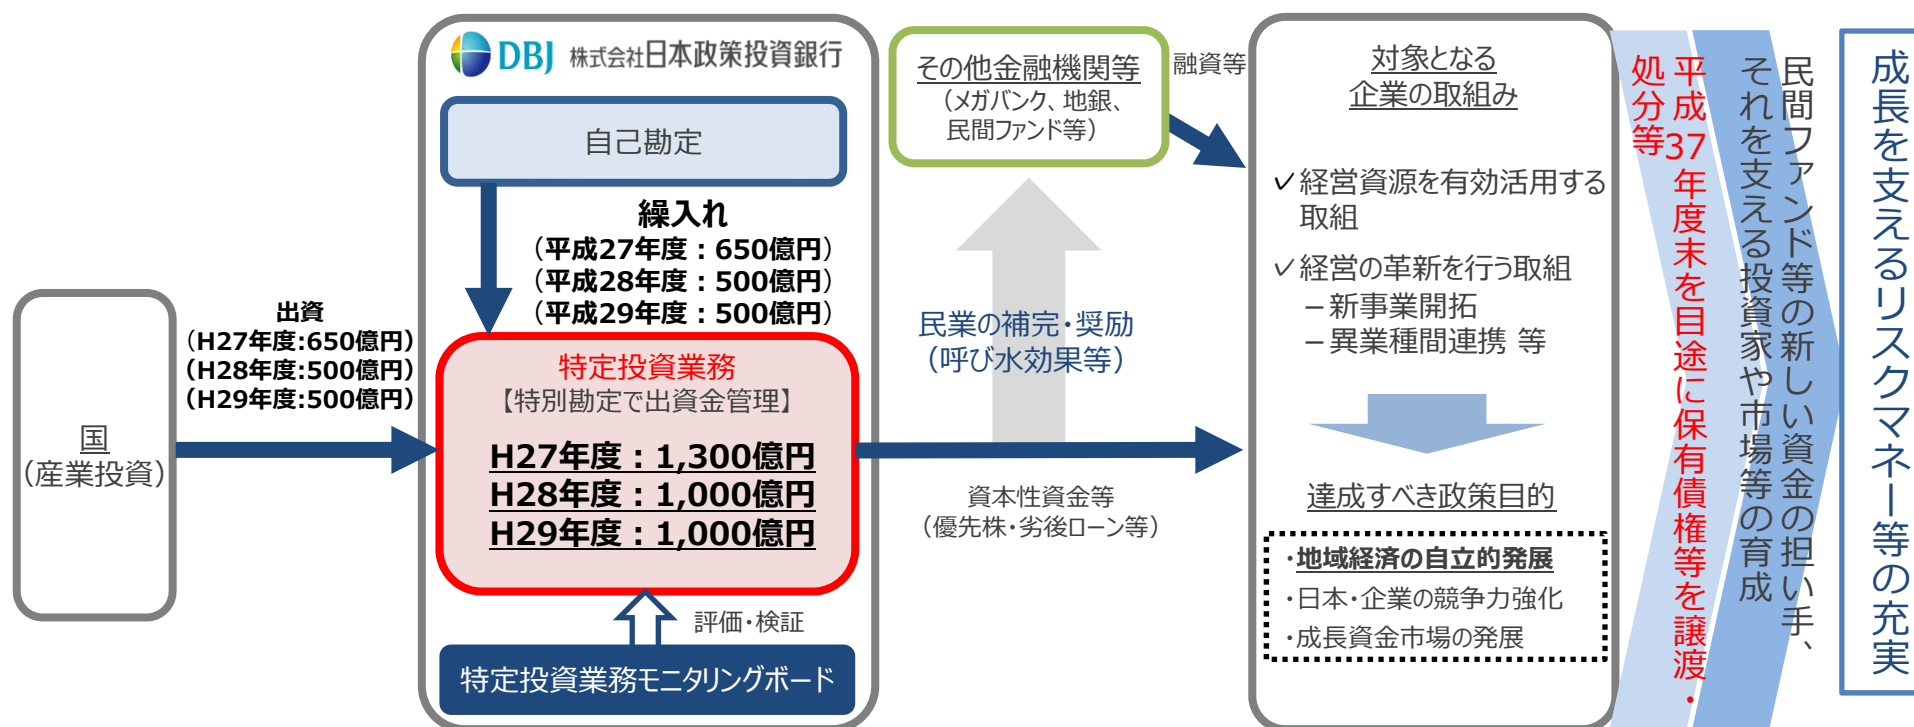 国
（産業投資）
出資
（H27年度:650億円）
（H28年度:500億円）
（H29年度:500億円）
DBJ 株式会社日本政策投資銀行
自己勘定
繰入れ
（平成27年度：650億円）
（平成28年度：500億円）
（平成29年度：500億円）
特定投資業務
【特別勘定で出資金管理】
H27年度：1,300億円
H28年度：1,000億円
H29年度：1,000億円
評価・検証
特定投資業務モニタリングボード
その他金融機関等
（メガバンク、地銀、
民間ファンド等）
融資等
民業の補完・奨励
（呼び水効果等）
資本性資金等
（優先株・劣後ローン等）
対象となる
企業の取組み
✓経営資源を有効活用する
取組
✓経営の革新を行う取組
－新事業開拓
－異業種間連携 等
達成すべき政策目的
・地域経済の自立的発展
・日本・企業の競争力強化
・成長資金市場の発展
平成37年度末を目途に保有債権等を譲渡・
処分等
民間ファンド等の新しい資金の担い手、
それを支える投資家や市場等の育成
成長を支えるリスクマネー等の充実